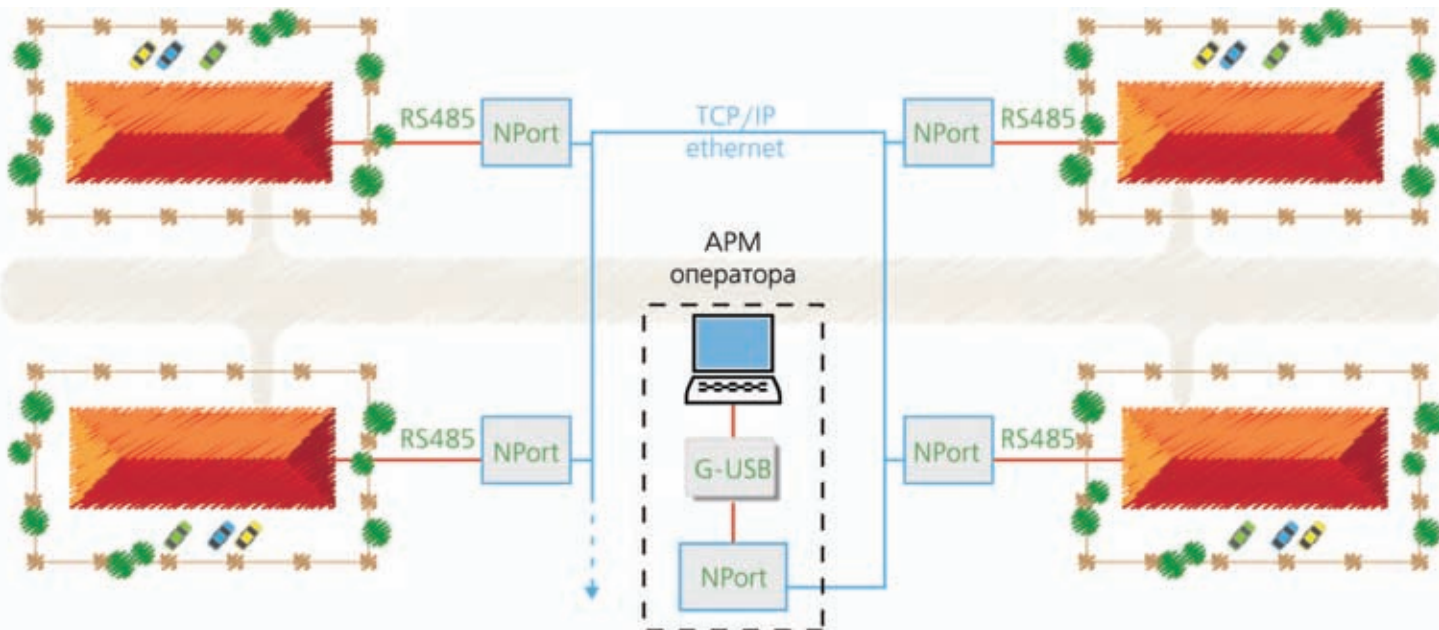 RS485
NPort
TCP/IP
ethernet
NPort
RS485
АРМ
оператора
RS485
NPort
G-USB
NPort
NPort
RS485